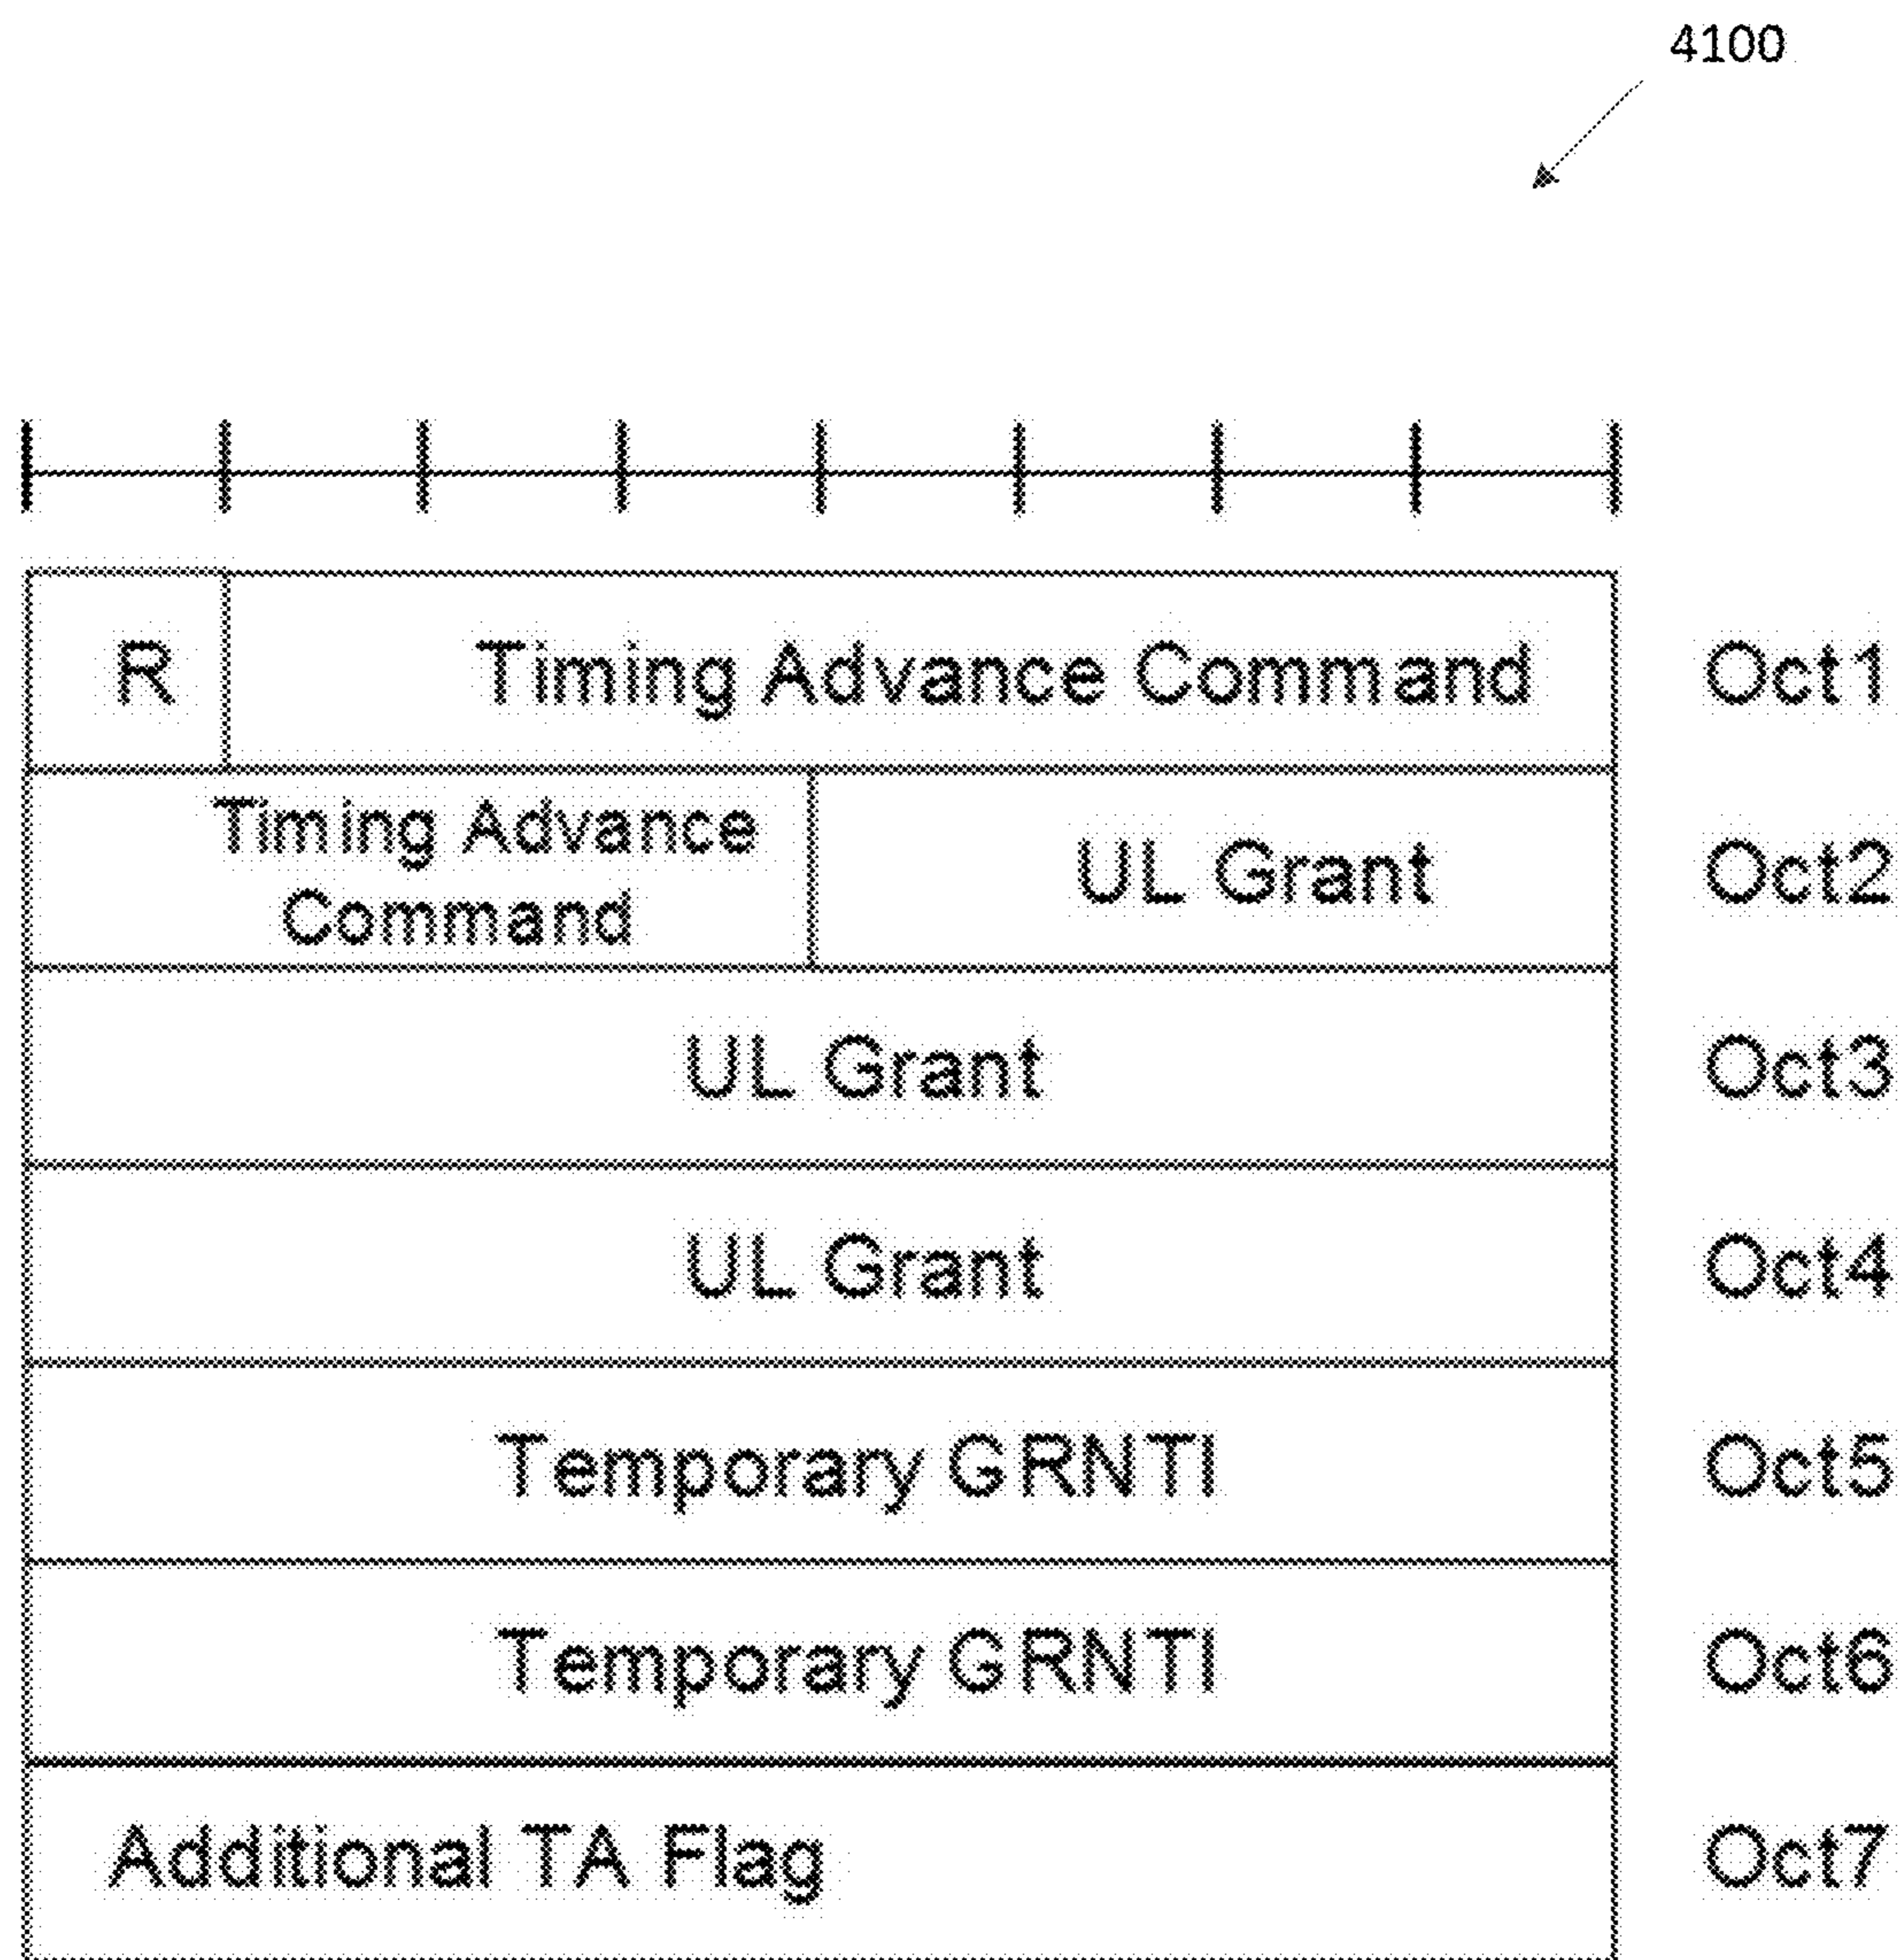 4100
R Timing Advance Command Oct1
Timing Advance
Command
UL Grant Oct2
UL Grant Oct3
UL Grant Oct4
Temporary GRNTI Oct5
Temporary GRNTI Oct6
Additional TA Flag Oct7